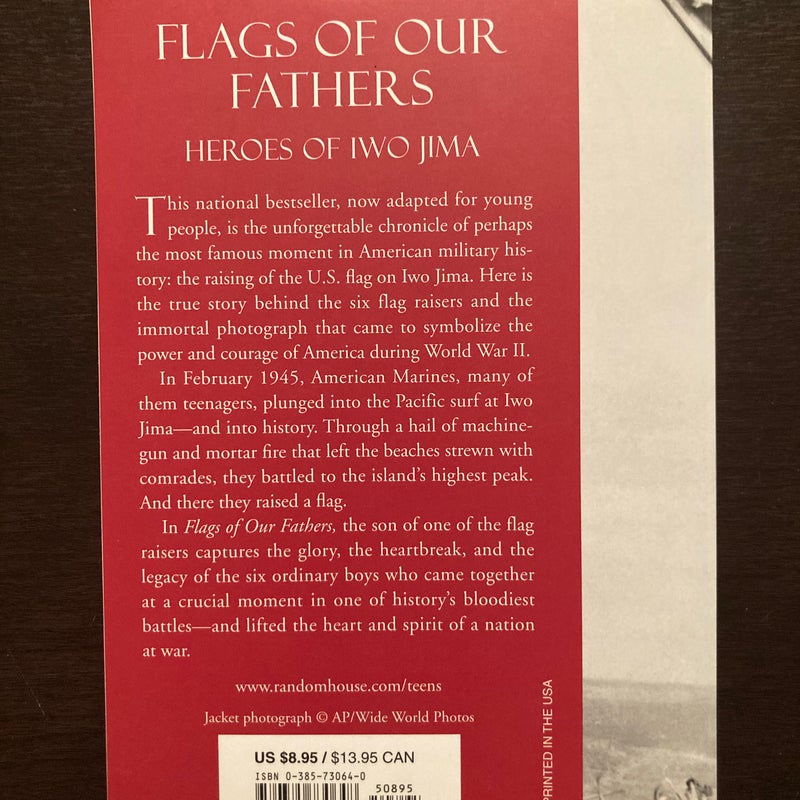 FLAGS OF OUR
FATHERS
HEROES OF IWO JIMA
This national bestseller, now adapted for young
people, is the unforgettable chronicle of perhaps
the most famous moment in American military his-
tory: the raising of the U.S. flag on Iwo Jima. Here is
the true story behind the six flag raisers and the
immortal photograph that came to symbolize the
power and courage of America during World War II.
In February 1945, American Marines, many of
them teenagers, plunged into the Pacific surf at Iwo
Jima—and into history. Through a hail of machine-
gun and mortar fire that left the beaches strewn with
comrades, they battled to the island's highest peak.
And there they raised a flag.
In Flags of Our Fathers, the son of one of the flag
raisers captures the glory, the heartbreak, and the
legacy of the six ordinary boys who came together
at a crucial moment in one of history's bloodiest
battles—and lifted the heart and spirit of a nation
at war.
www.randomhouse.com/teens
Jacket photograph © AP/Wide World Photos
US $8.95 / $13.95 CAN
ISBN 0-385-73064-0
50895
PRINTED IN THE USA